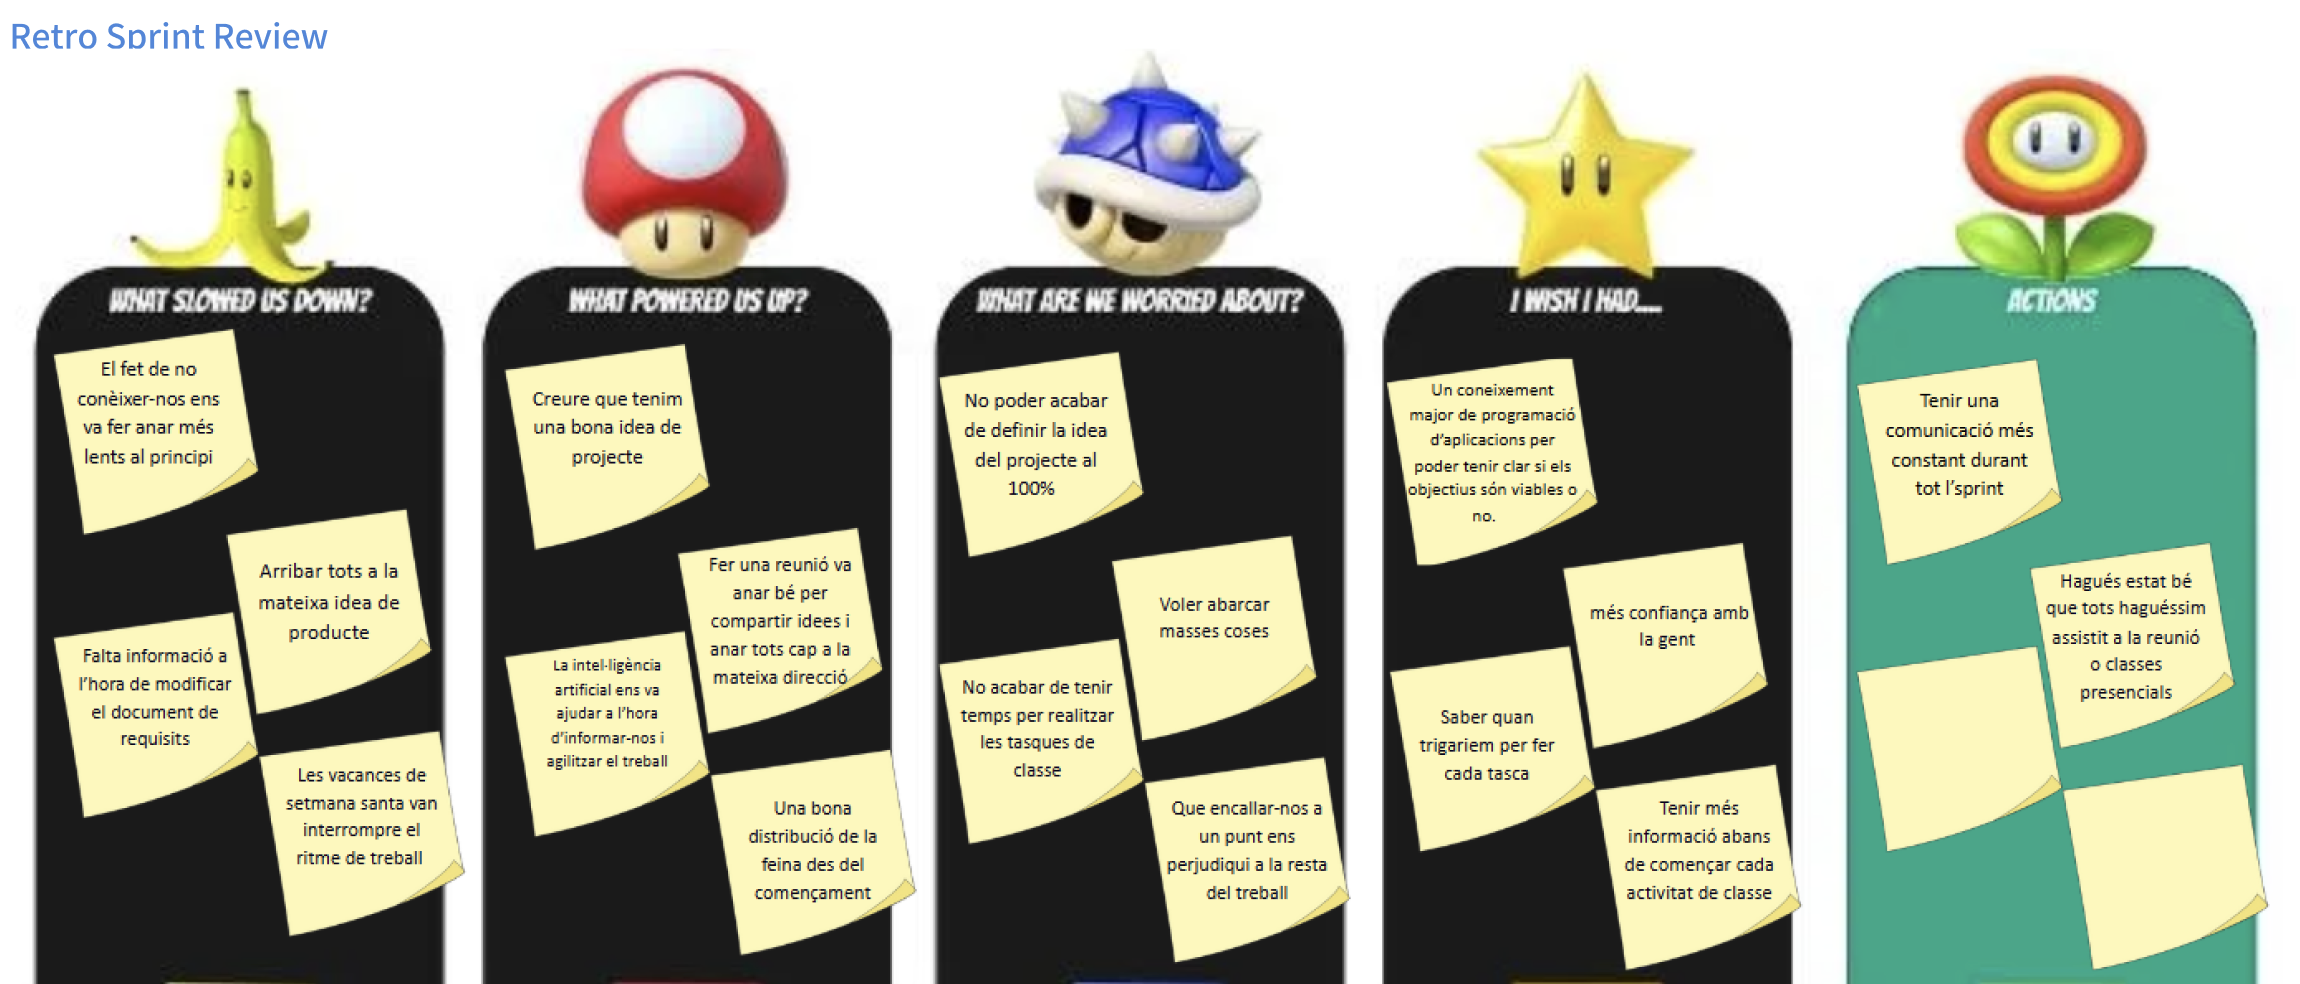 Retro Sprint Review
WHAT SLOWED US DOWN?
El fet de no
conèixer-nos ens
va fer anar més
lents al principi
Arribar tots a la
mateixa idea de
producte
Falta informació a
l'hora de modificar
el document de
requisits
Les vacances de
setmana santa van
interrompre el
ritme de treball
WHAT POWERED US UP?
Creure que tenim
una bona idea de
projecte
Fer una reunió va
anar bé per
compartir idees i
anar tots cap a la
mateixa direcció
La intel·ligència
artificial ens va
ajudar a l'hora
d'informar-nos i
agilitzar el treball
Una bona
distribució de la
feina des del
començament
WHAT ARE WE WORRIED ABOUT?
No poder acabar
de definir la idea
del projecte al
100%
Voler abarcar
masses coses
No acabar de tenir
temps per realitzar
les tasques de
classe
Que encallar-nos a
un punt ens
perjudiqui a la resta
del treball
I WISH I HAD....
Un coneixement
major de programació
d'aplicacions per
poder tenir clar si els
objectius són viables o
no.
més confiança amb
la gent
Saber quan
trigariem per fer
cada tasca
Tenir més
informació abans
de començar cada
activitat de classe
ACTIONS
Tenir una
comunicació més
constant durant
tot l'sprint
Hagués estat bé
que tots haguéssim
assistit a la reunió
o classes
presencials